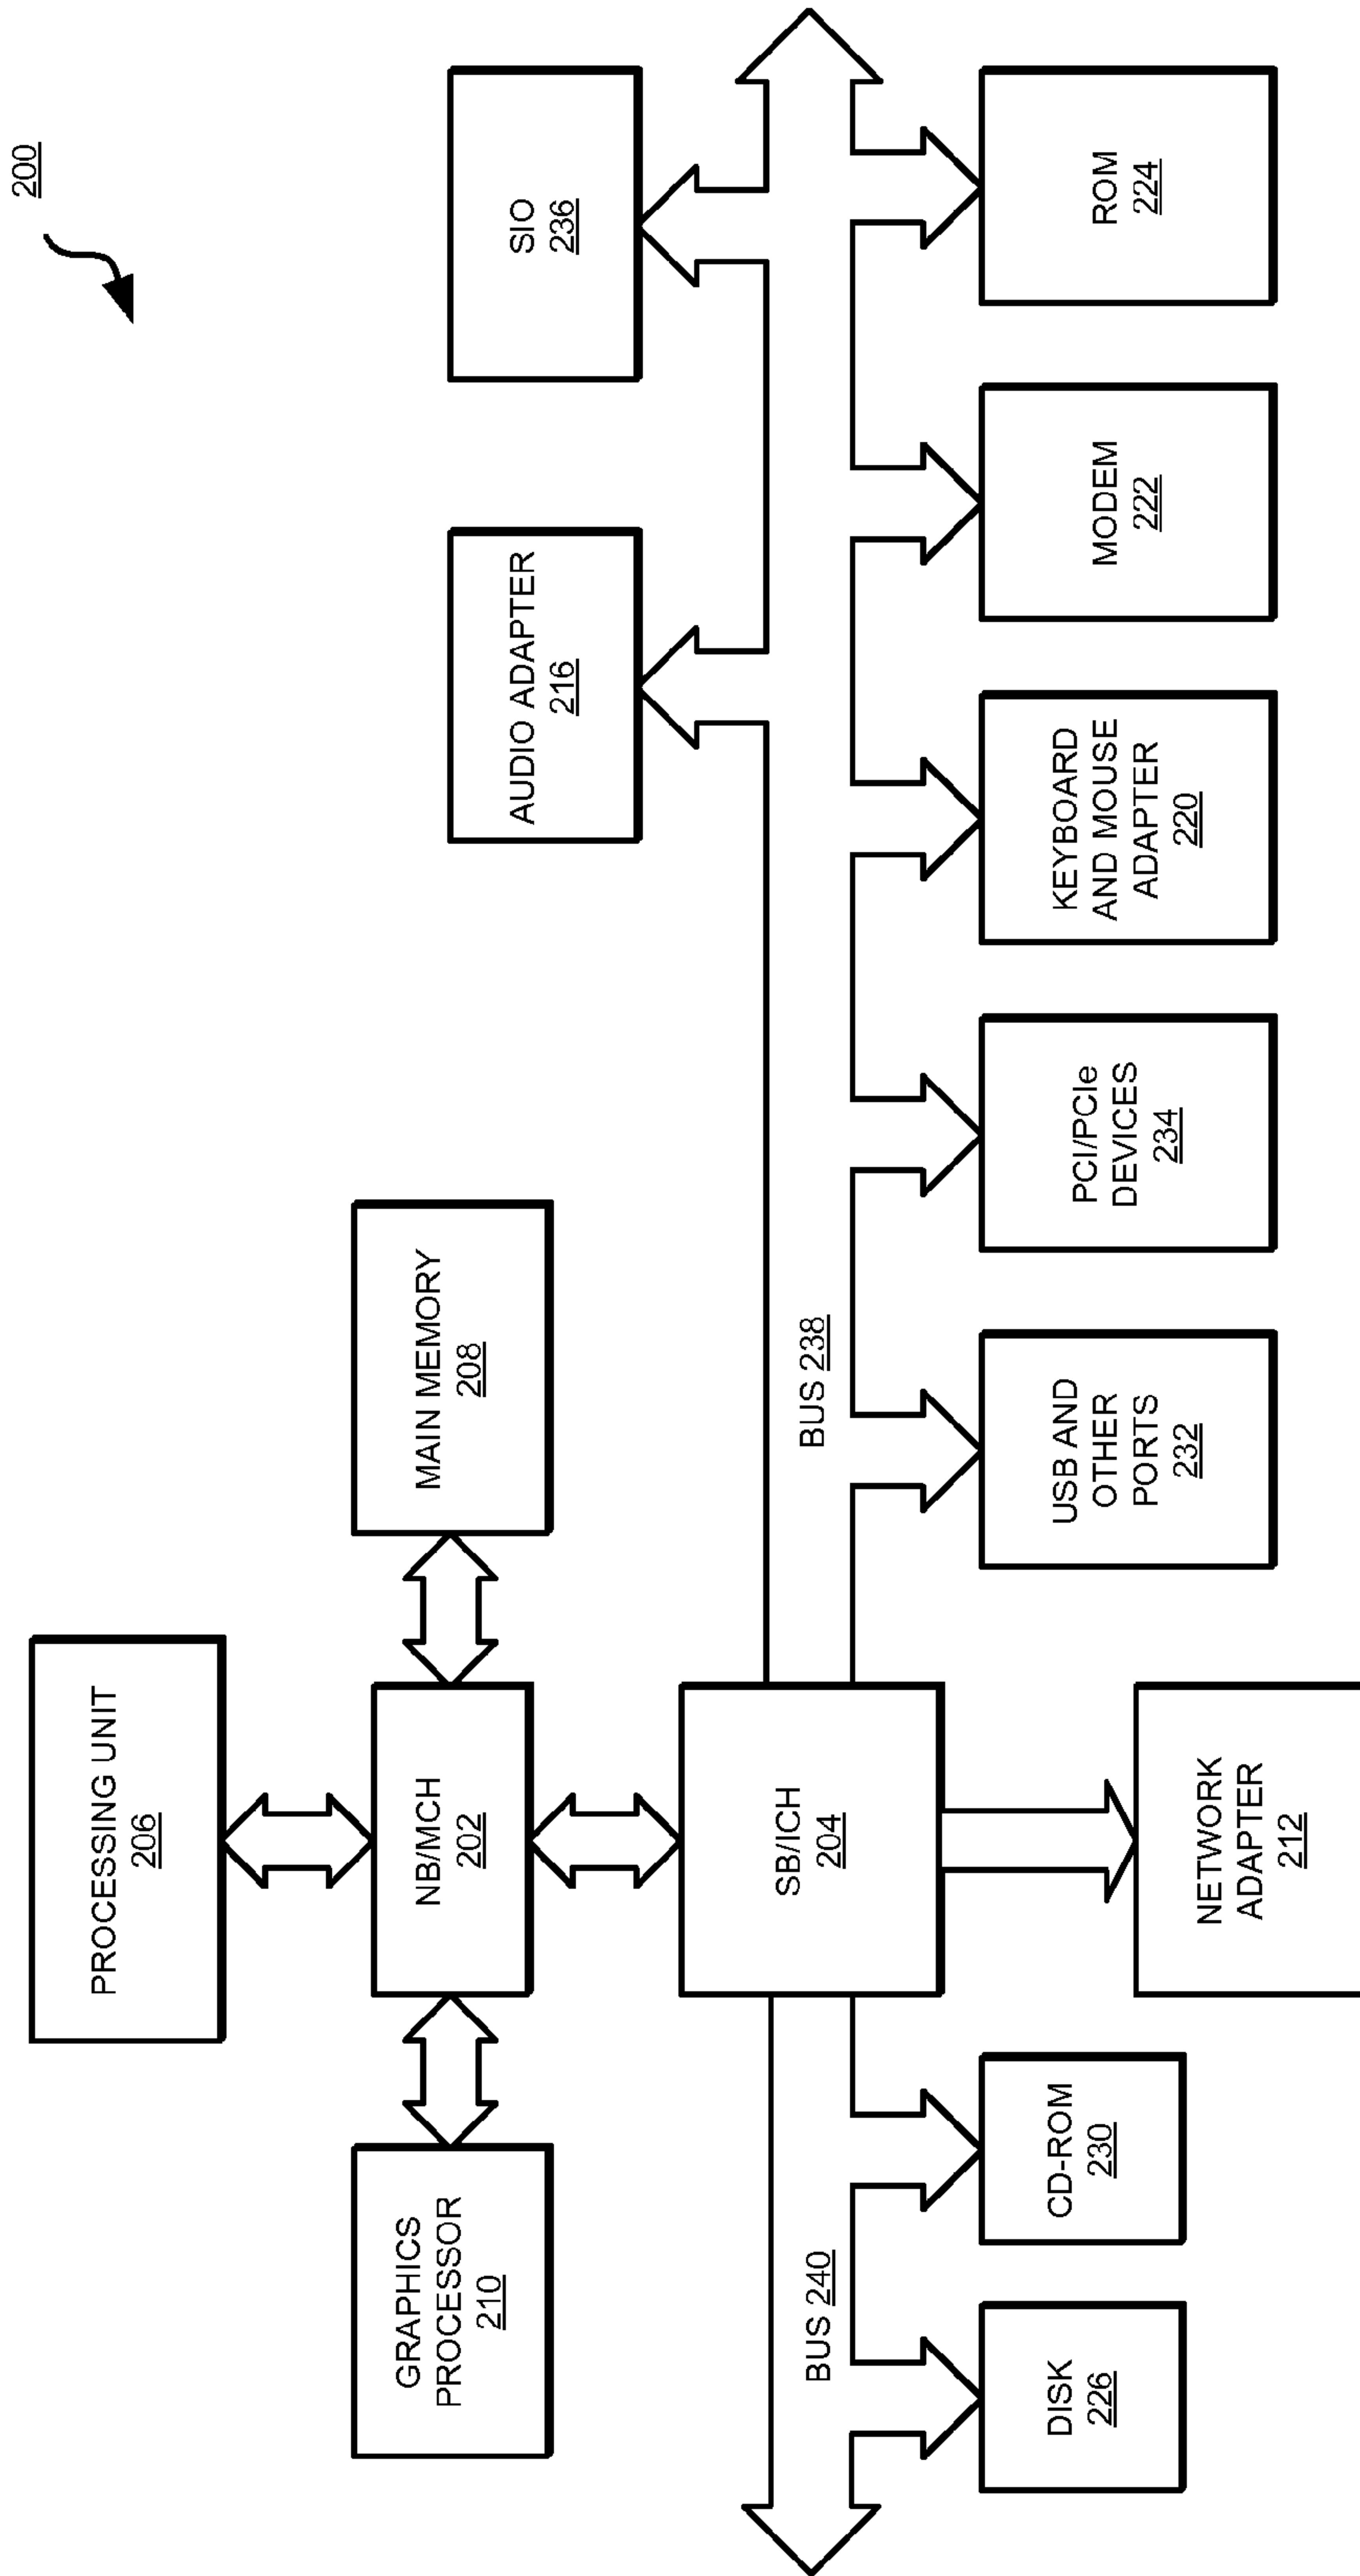 200
PROCESSING UNIT
206
GRAPHICS
PROCESSOR
210
NB/MCH
202
MAIN MEMORY
208
AUDIO ADAPTER
216
SIO
236
SB/ICH
204
BUS 240
BUS 238
DISK
226
CD-ROM
230
USB AND
OTHER
PORTS
232
PCI/PCIe
DEVICES
234
KEYBOARD
AND MOUSE
ADAPTER
220
MODEM
222
ROM
224
NETWORK
ADAPTER
212